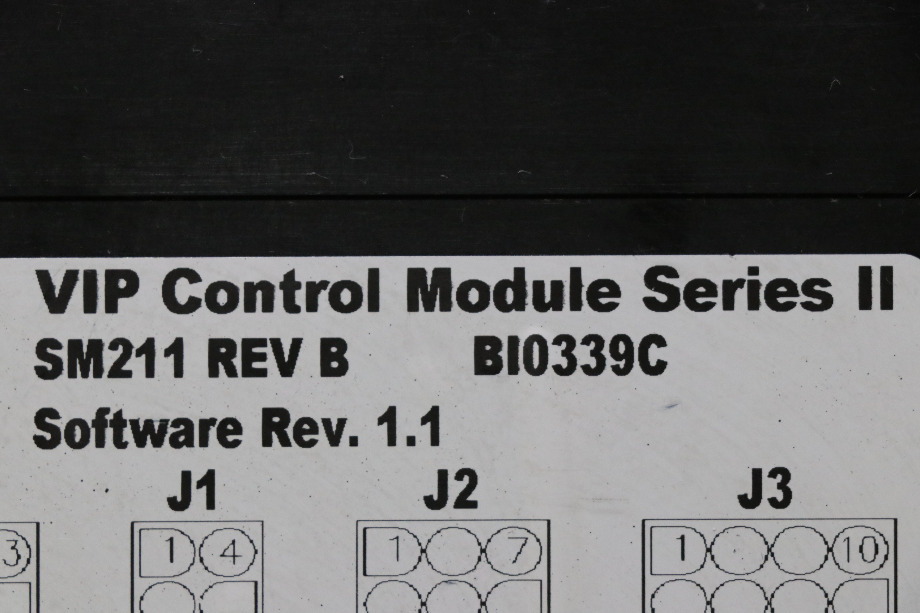 VIP Control Module Series II
SM211 REV B BI0339C
Software Rev. 1.1
J1 J2 J3
3 1 4 1 7 1 10